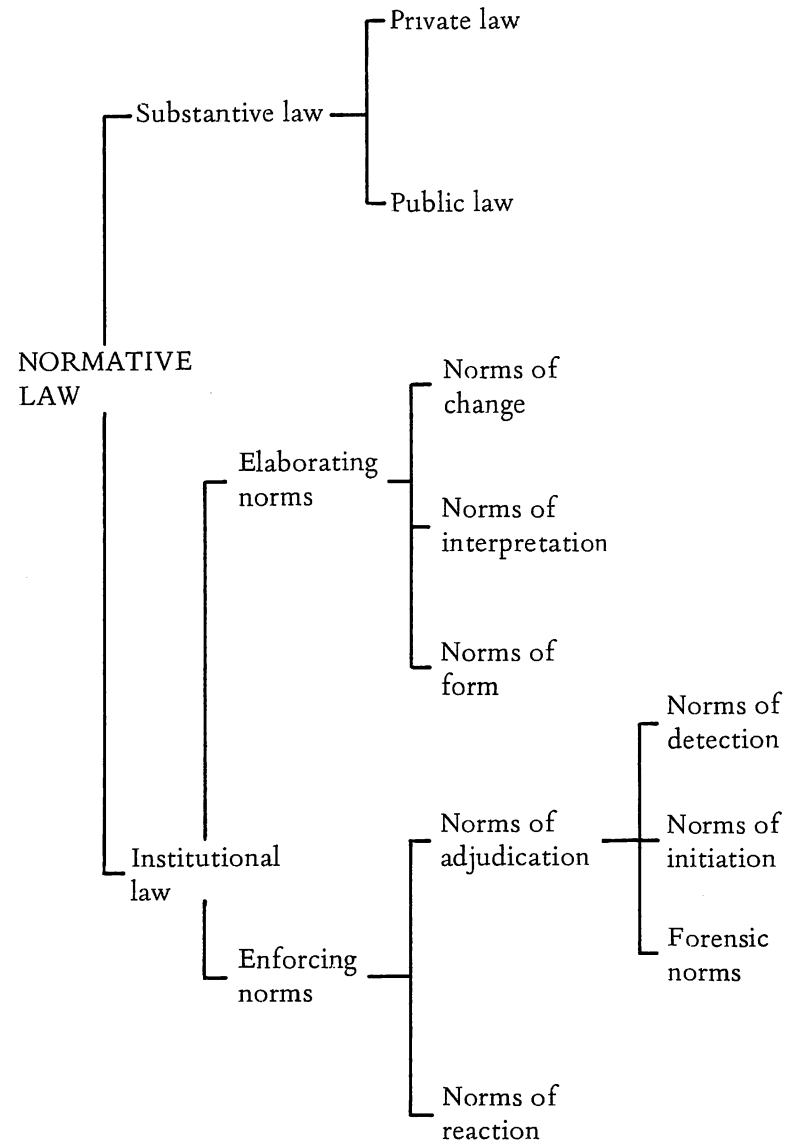 Private law
Substantive law
Public law
NORMATIVE
LAW
Norms of
change
Elaborating
norms
Norms of
interpretation
Norms of
form
Norms of
detection
Norms of
adjudication
Norms of
initiation
Institutional
law
Forensic
norms
Enforcing
norms
Norms of
reaction